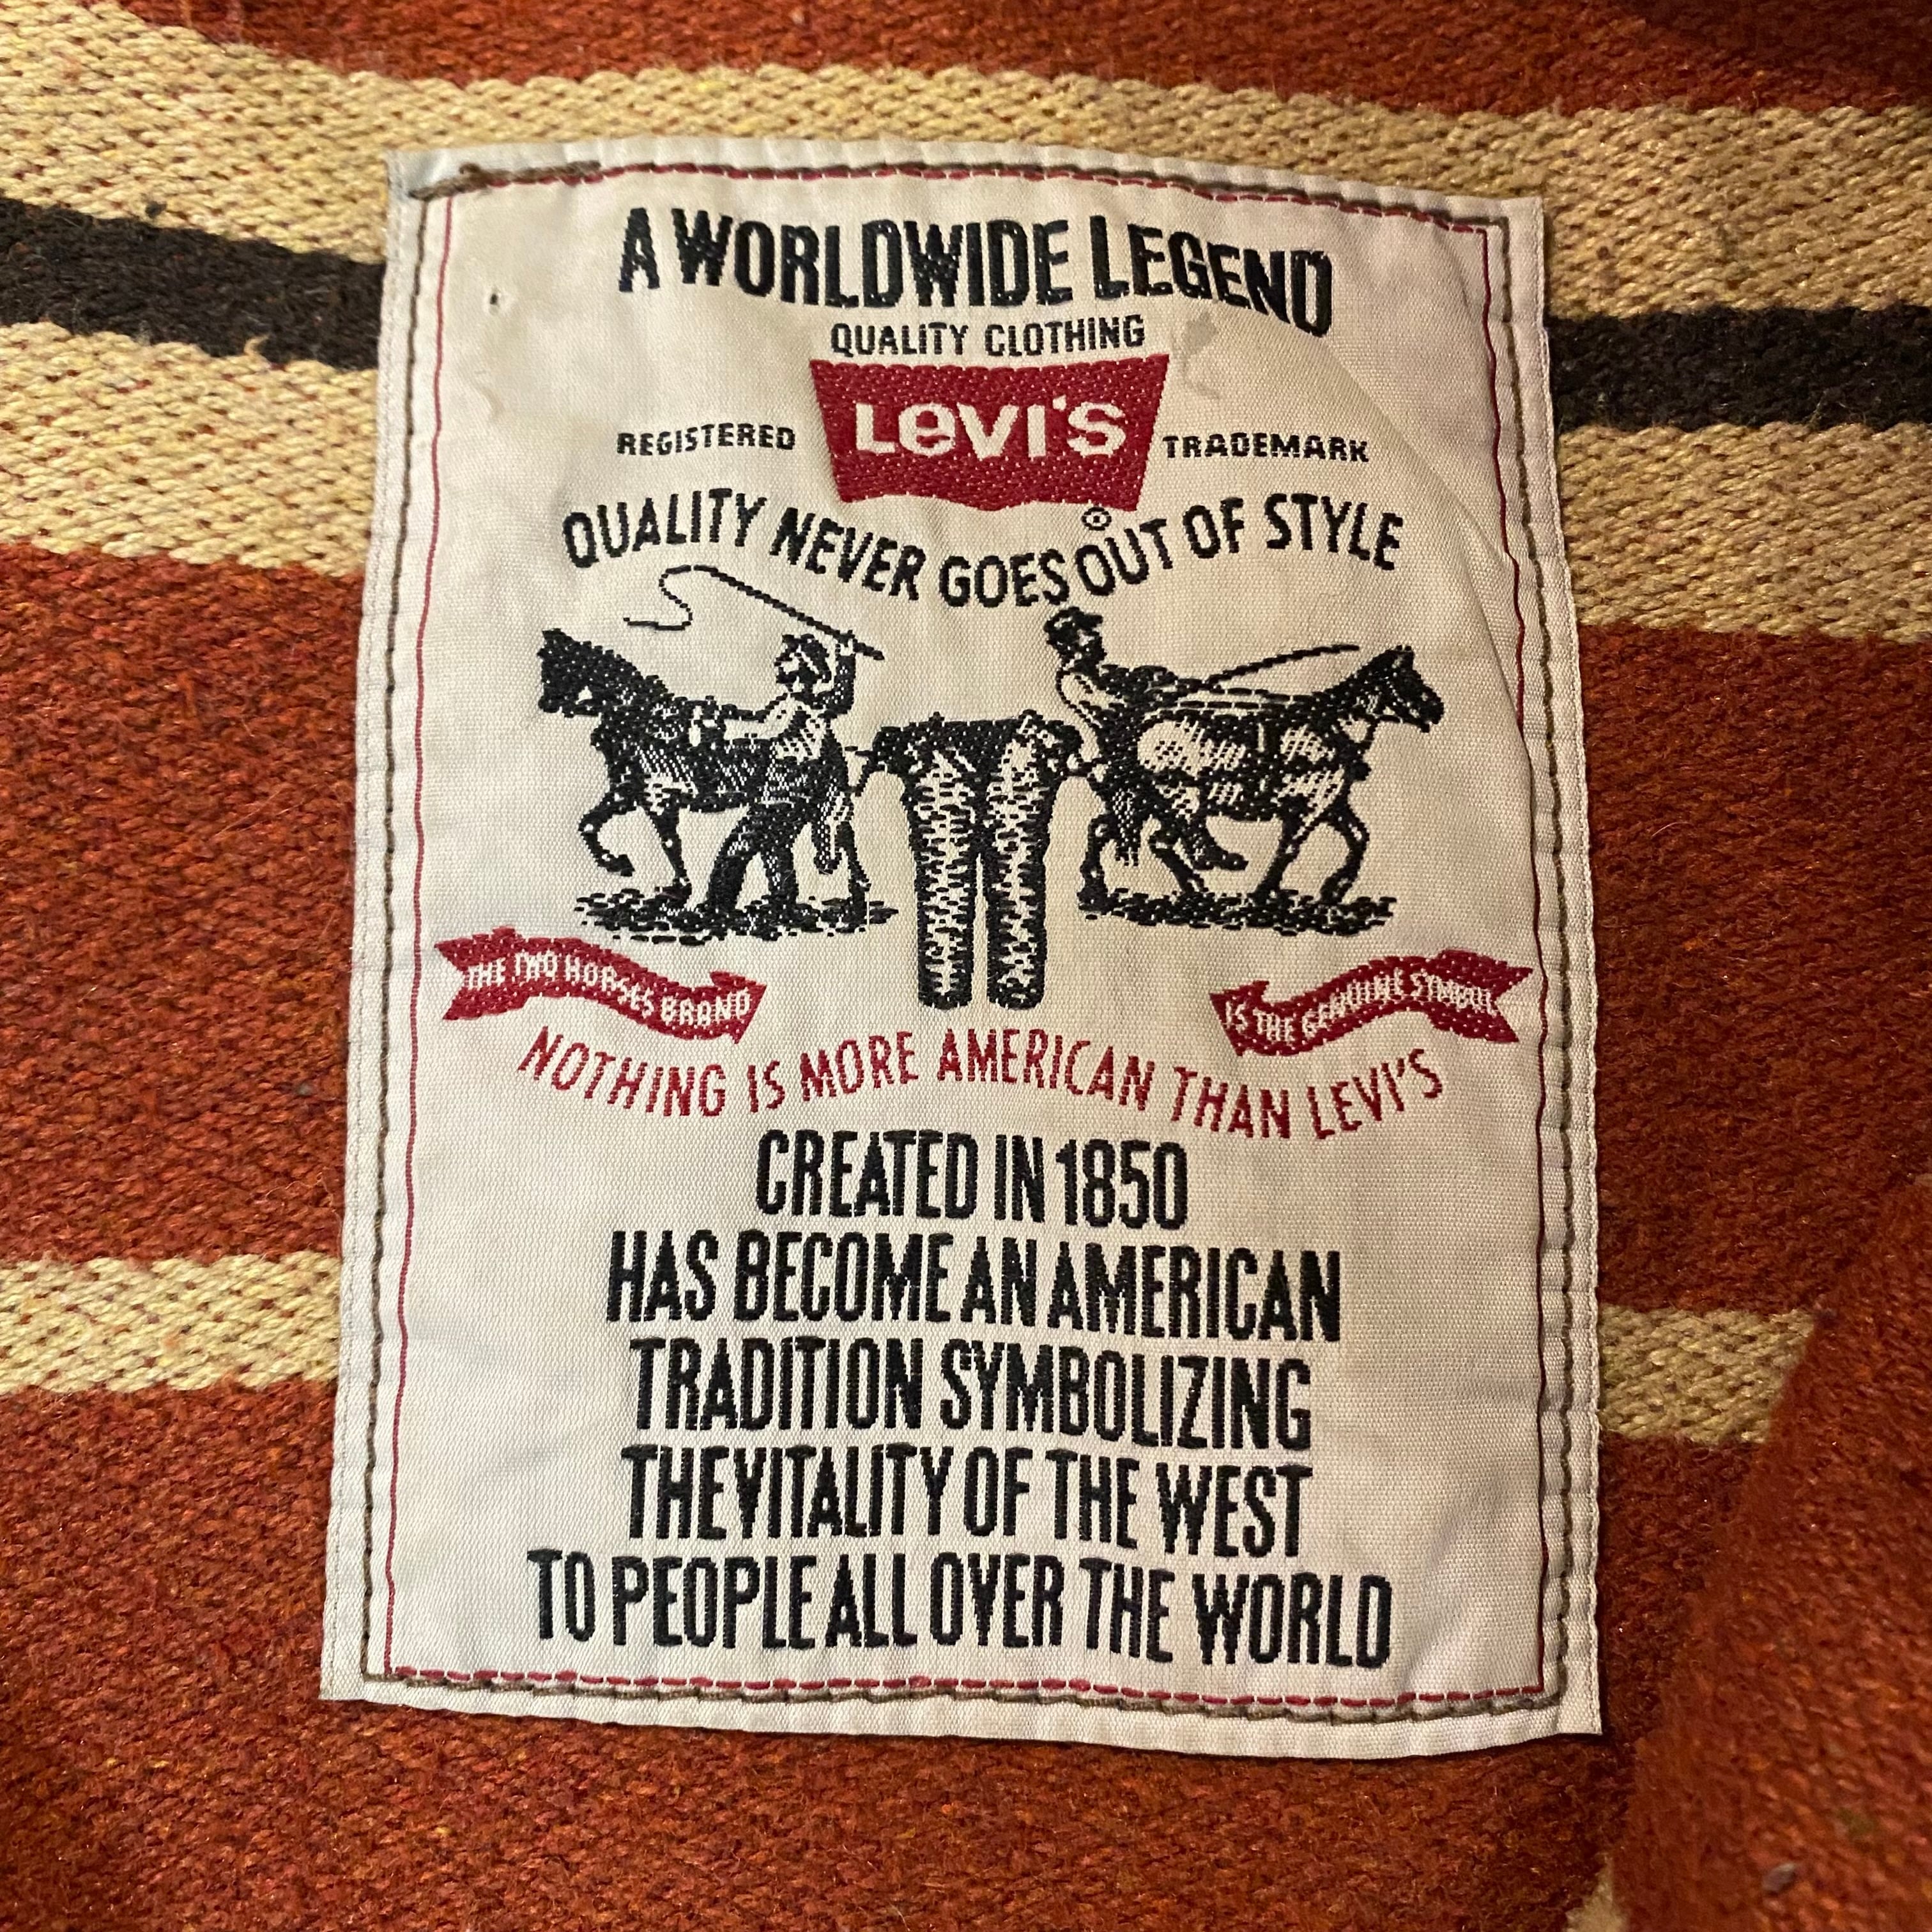 A WORLDWIDE LEGEND
QUALITY CLOTHING
LEVI'S
REGISTERED TRADEMARK
®
QUALITY NEVER GOES OUT OF STYLE
THE TWO HORSES BRAND
IS THE GENUINE SYMBOL
NOTHING IS MORE AMERICAN THAN LEVI'S
CREATED IN 1850
HAS BECOME AN AMERICAN
TRADITION SYMBOLIZING
THE VITALITY OF THE WEST
TO PEOPLE ALL OVER THE WORLD